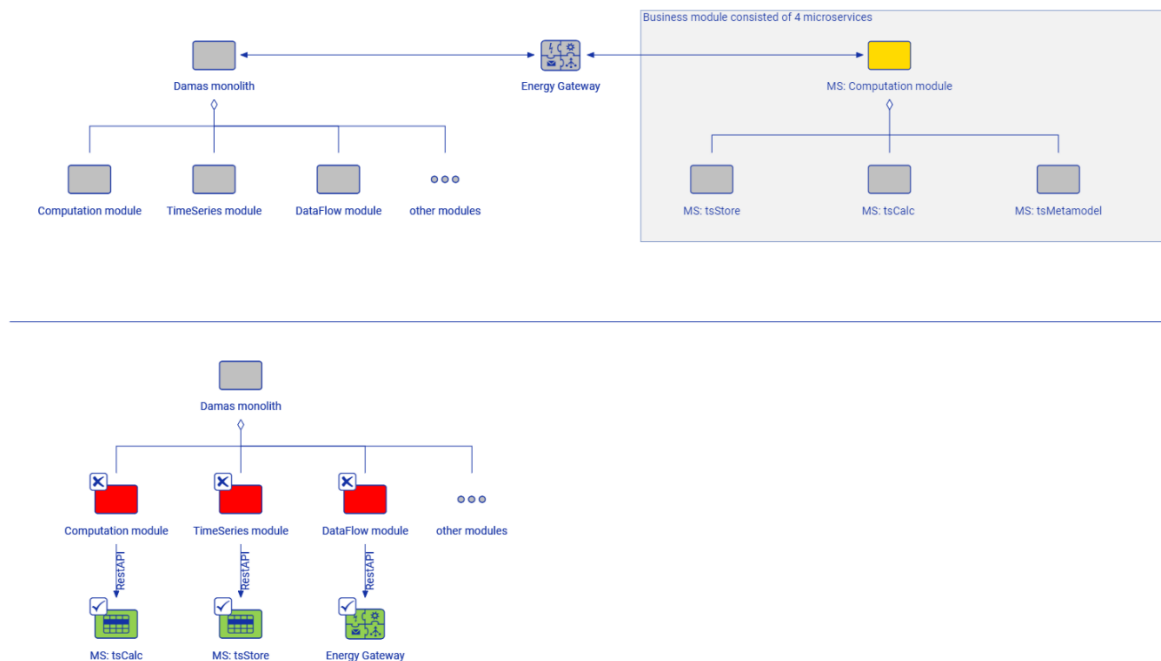 Business module consisted of 4 microservices
Damas monolith
Energy Gateway
MS: Computation module
Computation module
TimeSeries module
DataFlow module
other modules
MS: tsStore
MS: tsCalc
MS: tsMetamodel
Damas monolith
Computation module
TimeSeries module
DataFlow module
other modules
RestAPI
RestAPI
RestAPI
MS: tsCalc
MS: tsStore
Energy Gateway